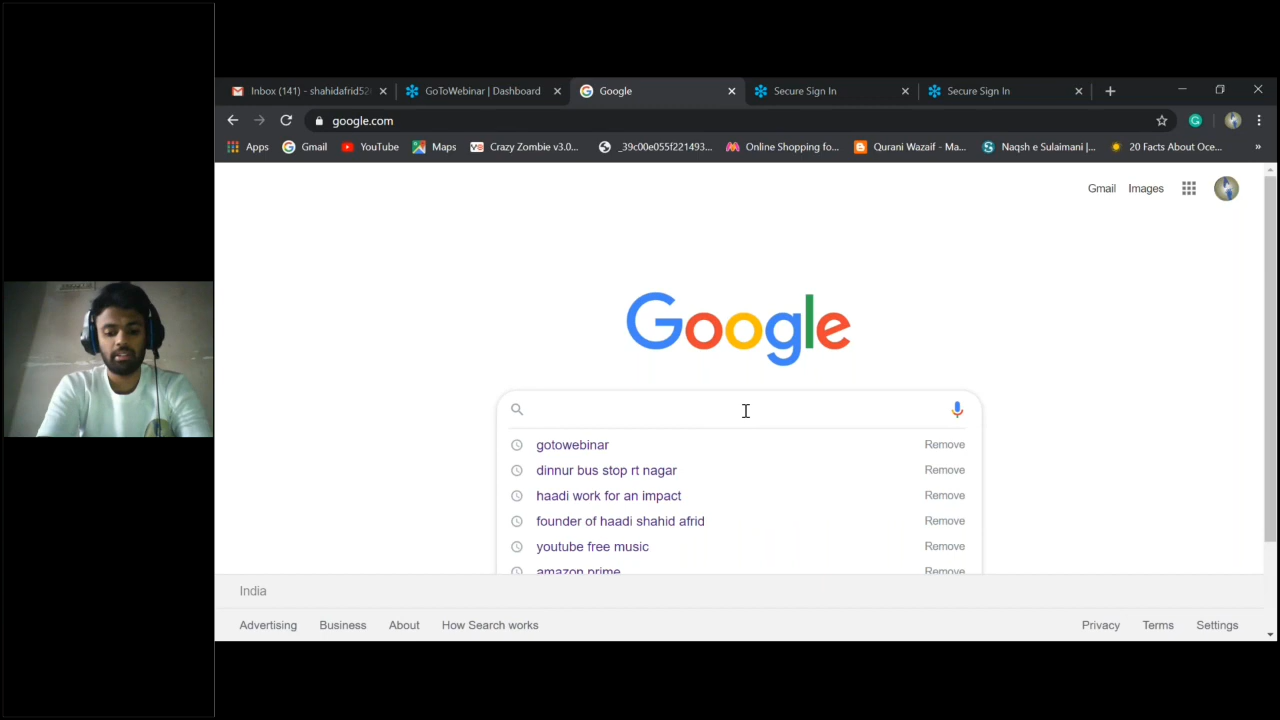 Inbox (141) - shahidafrid52
GoToWebinar | Dashboard
Google
Secure Sign In
Secure Sign In
google.com
Apps
Gmail
YouTube
Maps
Crazy Zombie v3.0...
_39c00e055f221493...
Online Shopping fo...
Qurani Wazaif - Ma...
Naqsh e Sulaimani |...
20 Facts About Oce...
»
Gmail
Images
Google
gotowebinar Remove
dinnur bus stop rt nagar Remove
haadi work for an impact Remove
founder of haadi shahid afrid Remove
youtube free music Remove
amazon prime Remove
India
Advertising Business About How Search works
Privacy Terms Settings